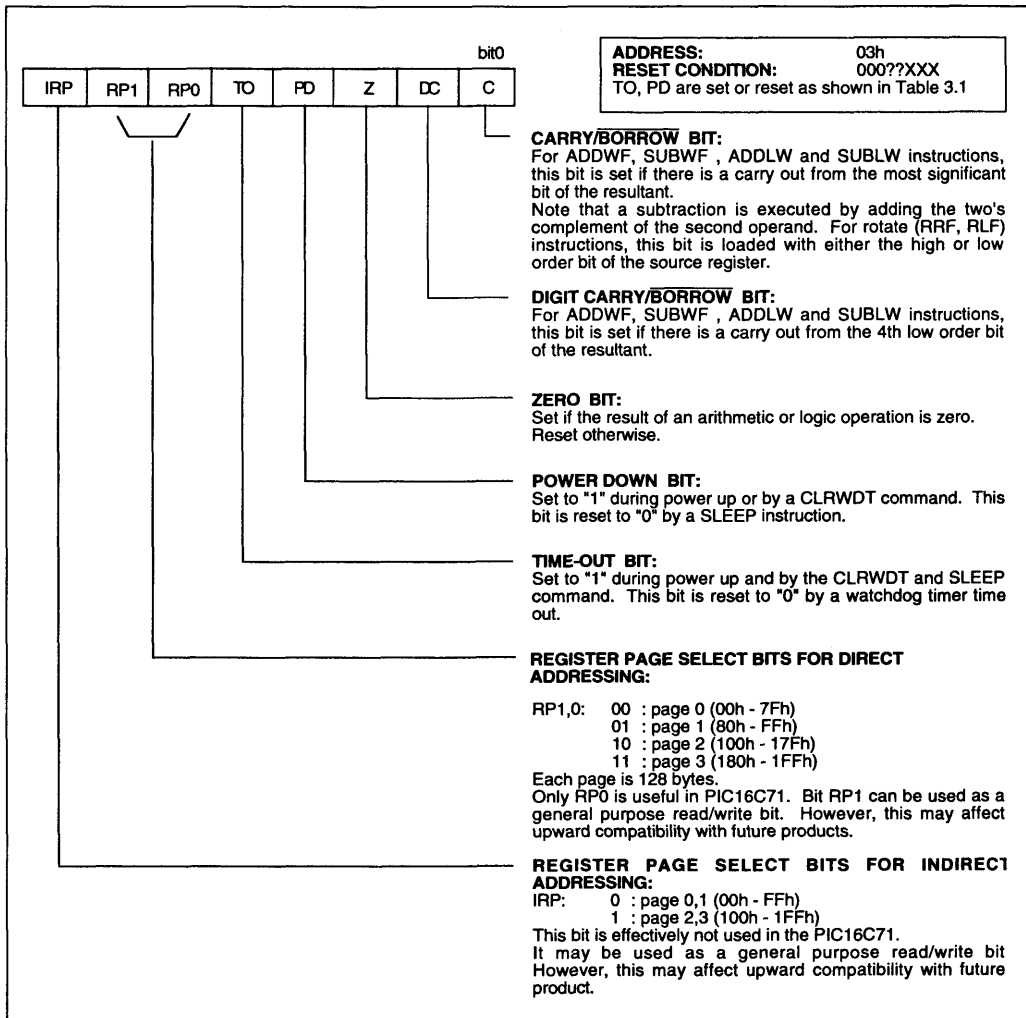 bit0
IRP RP1 RP0 TO PD Z DC C
ADDRESS: 03h
RESET CONDITION: 000??XXX
TO, PD are set or reset as shown in Table 3.1
CARRY/BORROW BIT:
For ADDWF, SUBWF , ADDLW and SUBLW instructions,
this bit is set if there is a carry out from the most significant
bit of the resultant.
Note that a subtraction is executed by adding the two's
complement of the second operand. For rotate (RRF, RLF)
instructions, this bit is loaded with either the high or low
order bit of the source register.
DIGIT CARRY/BORROW BIT:
For ADDWF, SUBWF , ADDLW and SUBLW instructions,
this bit is set if there is a carry out from the 4th low order bit
of the resultant.
ZERO BIT:
Set if the result of an arithmetic or logic operation is zero.
Reset otherwise.
POWER DOWN BIT:
Set to "1" during power up or by a CLRWDT command. This
bit is reset to "0" by a SLEEP instruction.
TIME-OUT BIT:
Set to "1" during power up and by the CLRWDT and SLEEP
command. This bit is reset to "0" by a watchdog timer time
out.
REGISTER PAGE SELECT BITS FOR DIRECT
ADDRESSING:
RP1,0: 00 : page 0 (00h - 7Fh)
01 : page 1 (80h - FFh)
10 : page 2 (100h - 17Fh)
11 : page 3 (180h - 1FFh)
Each page is 128 bytes.
Only RP0 is useful in PIC16C71. Bit RP1 can be used as a
general purpose read/write bit. However, this may affect
upward compatibility with future products.
REGISTER PAGE SELECT BITS FOR INDIRECT
ADDRESSING:
IRP: 0 : page 0,1 (00h - FFh)
1 : page 2,3 (100h - 1FFh)
This bit is effectively not used in the PIC16C71.
It may be used as a general purpose read/write bit
However, this may affect upward compatibility with future
product.